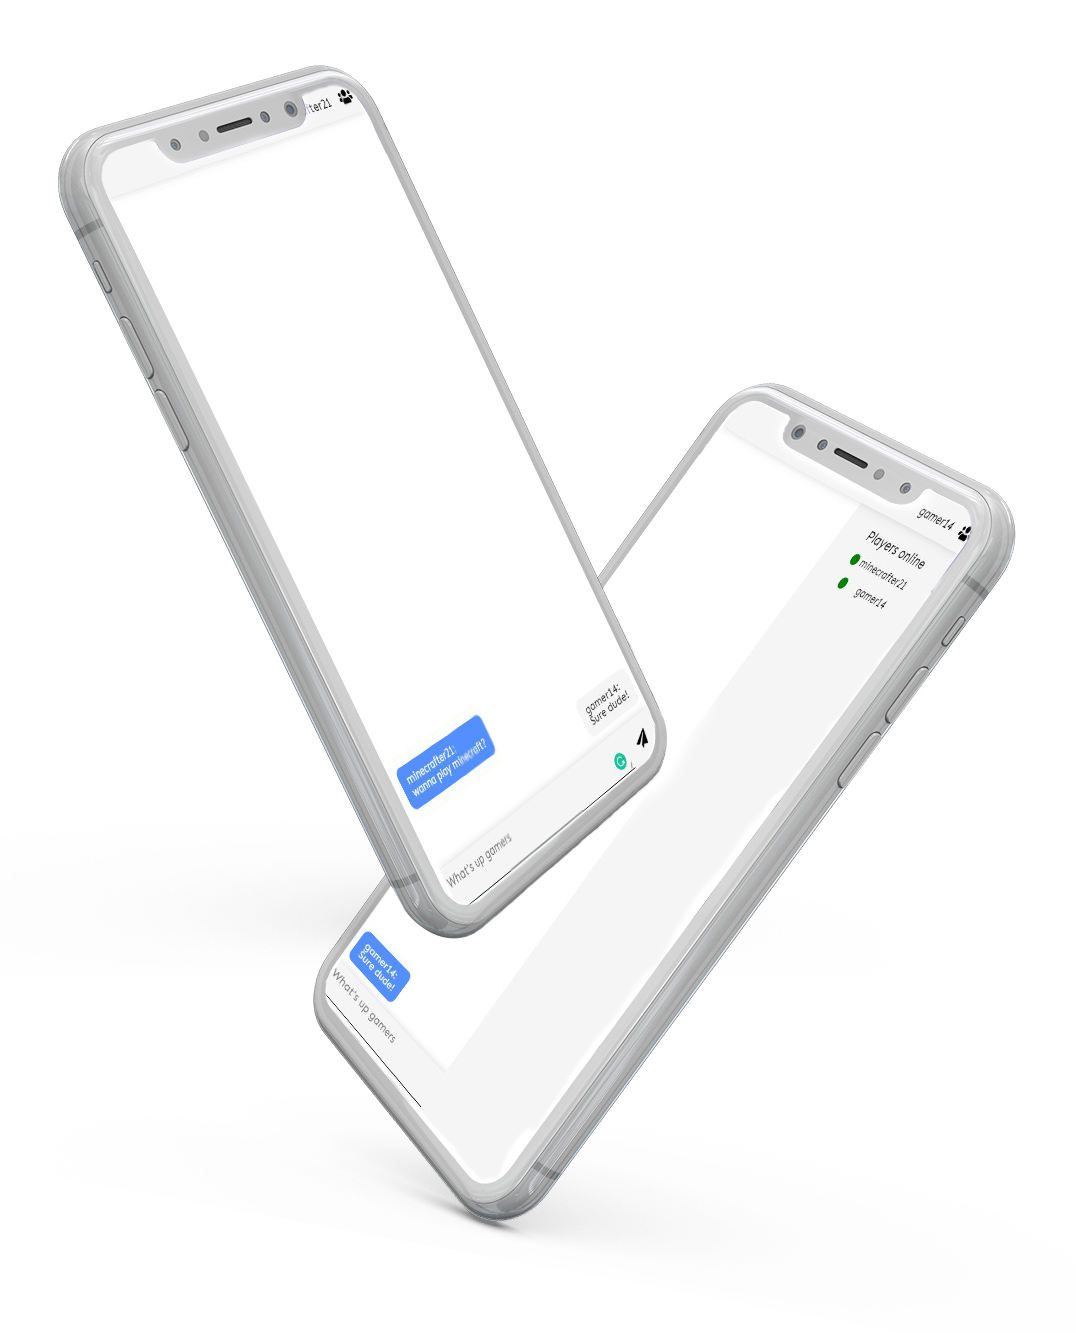 fter21
gamer14:
Sure dude!
minecrafter21:
wanna play minecraft?
What's up gamers
gamer14
Players online
minecrafter21
gamer14
gamer14:
Sure dude!
What's up gamers